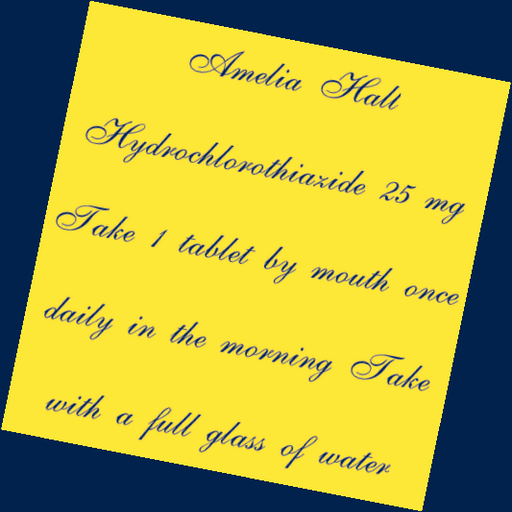 Amelia Halt
Hydrochlorothiazide 25 mg
Take 1 tablet by mouth once
daily in the morning Take
with a full glass of water